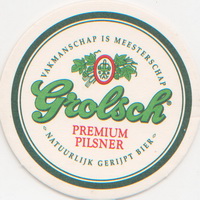 VAKMANSCHAP IS MEESTERSCHAP
Grolsch
PREMIUM
PILSNER
NATUURLIJK GERIJPT BIER